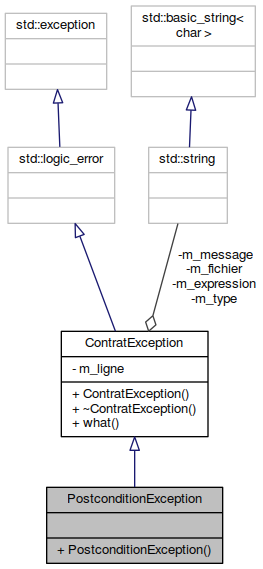 std::exception
std::basic_string<
char >
std::logic_error
std::string
-m_message
-m_fichier
-m_expression
-m_type
ContratException
- m_ligne
+ ContratException()
+ ~ContratException()
+ what()
PostconditionException
+ PostconditionException()